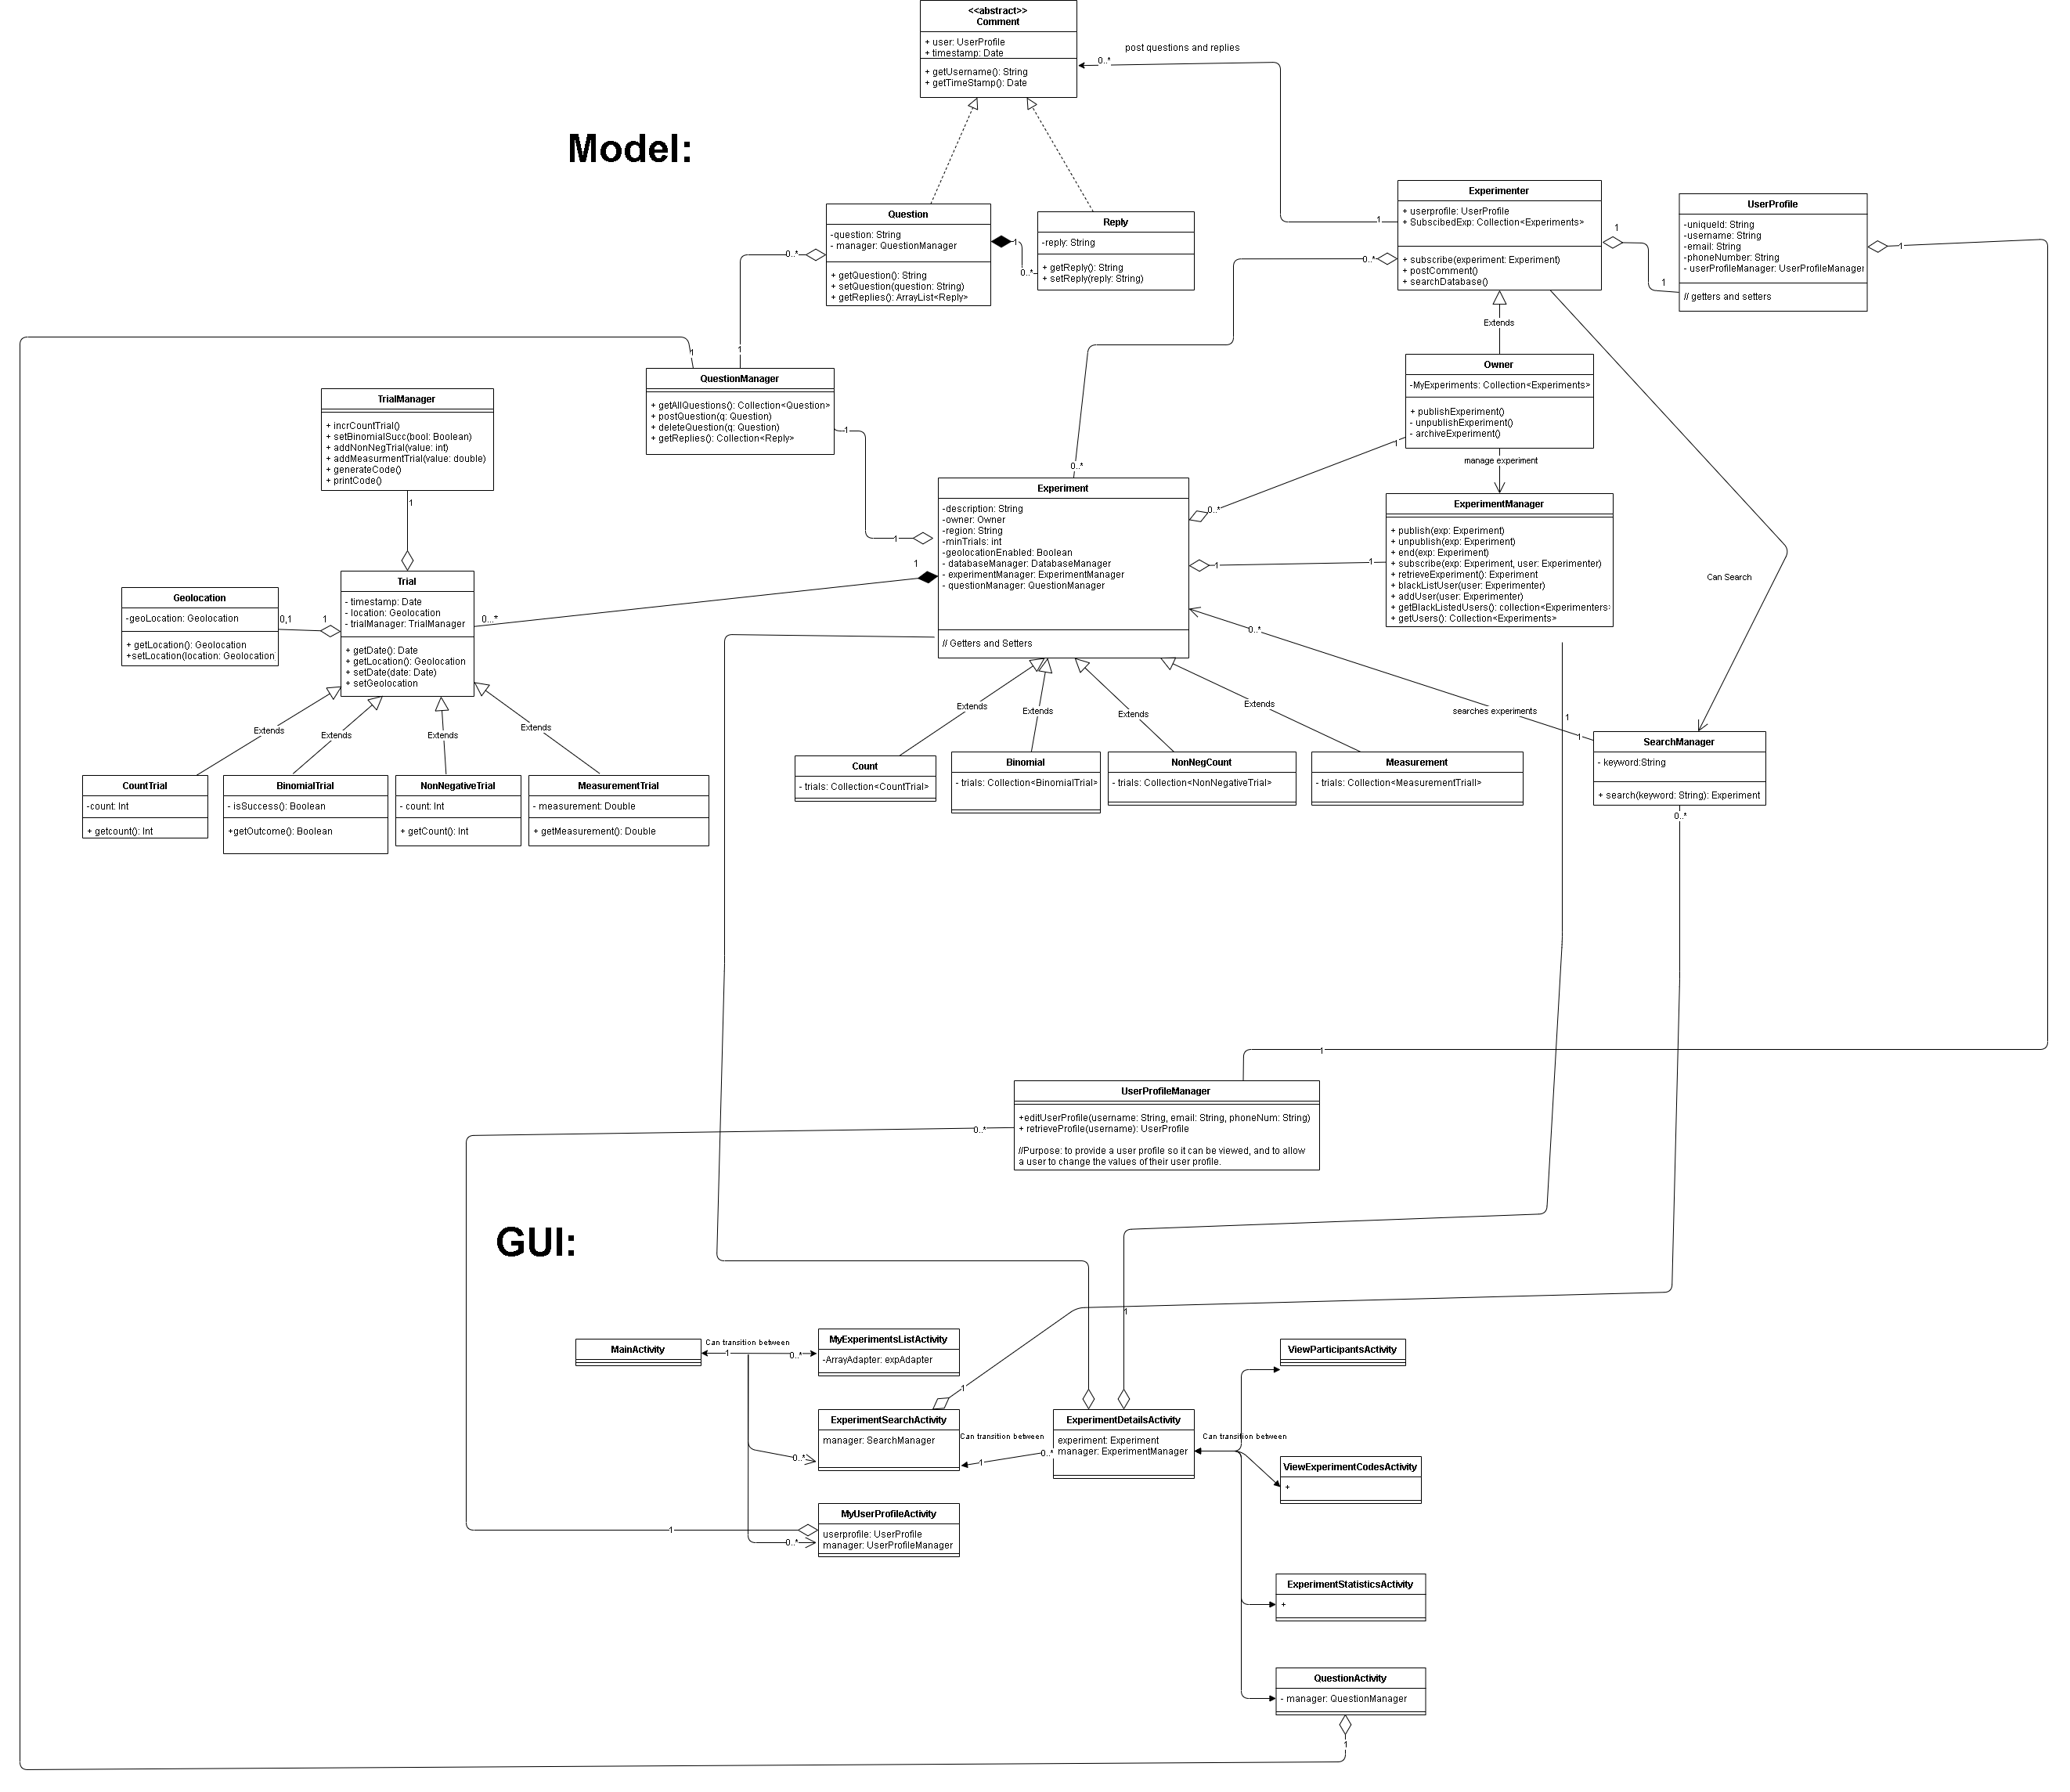 <<abstract>>
Comment
+ user: UserProfile
+ timestamp: Date
+ getUsername(): String
+ getTimeStamp(): Date
0..*
post questions and replies
Model:
Question
-question: String
- manager: QuestionManager
+ getQuestion(): String
+ setQuestion(question: String)
+ getReplies(): ArrayList<Reply>
0..*
1
0..*
Reply
-reply: String
+ getReply(): String
+ setReply(reply: String)
Experimenter
+ userprofile: UserProfile
+ SubscibedExp: Collection<Experiments>
+ subscribe(experiment: Experiment)
+ postComment()
+ searchDatabase()
1
0..*
1
1
UserProfile
-uniqueId: String
-username: String
-email: String
-phoneNumber: String
- userProfileManager: UserProfileManager
// getters and setters
1
Extends
1
1
QuestionManager
+ getAllQuestions(): Collection<Question>
+ postQuestion(q: Question)
+ deleteQuestion(q: Question)
+ getReplies(): Collection<Reply>
1
Owner
-MyExperiments: Collection<Experiments>
+ publishExperiment()
- unpublishExperiment()
- archiveExperiment()
1
manage experiment
TrialManager
+ incrCountTrial()
+ setBinomialSucc(bool: Boolean)
+ addNonNegTrial(value: int)
+ addMeasurmentTrial(value: double)
+ generateCode()
+ printCode()
1
0..*
Experiment
-description: String
-owner: Owner
-region: String
-minTrials: int
-geolocationEnabled: Boolean
- databaseManager: DatabaseManager
- experimentManager: ExperimentManager
- questionManager: QuestionManager
// Getters and Setters
0..*
1
1
1
1
0..*
ExperimentManager
+ publish(exp: Experiment)
+ unpublish(exp: Experiment)
+ end(exp: Experiment)
+ subscribe(exp: Experiment, user: Experimenter)
+ retrieveExperiment(): Experiment
+ blackListUser(user: Experimenter)
+ addUser(user: Experimenter)
+ getBlackListedUsers(): collection<Experimenters>
+ getUsers(): Collection<Experiments>
Can Search
Geolocation
-geoLocation: Geolocation
+ getLocation(): Geolocation
+setLocation(location: Geolocation
0,1
1
Trial
- timestamp: Date
- location: Geolocation
- trialManager: TrialManager
+ getDate(): Date
+ getLocation(): Geolocation
+ setDate(date: Date)
+ setGeolocation
0...*
Extends
Extends
Extends
Extends
Extends
Extends
Extends
Extends
searches experiments
1
1
CountTrial
-count: Int
+ getcount(): Int
BinomialTrial
- isSuccess(): Boolean
+getOutcome(): Boolean
NonNegativeTrial
- count: Int
+ getCount(): Int
MeasurementTrial
- measurement: Double
+ getMeasurement(): Double
Count
- trials: Collection<CountTrial>
Binomial
- trials: Collection<BinomialTrial>
NonNegCount
- trials: Collection<NonNegativeTrial>
Measurement
- trials: Collection<MeasurementTriall>
SearchManager
- keyword:String
+ search(keyword: String): Experiment
0..*
1
UserProfileManager
+editUserProfile(username: String, email: String, phoneNum: String)
+ retrieveProfile(username): UserProfile
//Purpose: to provide a user profile so it can be viewed, and to allow
a user to change the values of their user profile.
0..*
GUI:
1
MainActivity
Can transition between
1
0..*
MyExperimentsListActivity
-ArrayAdapter: expAdapter
1
ExperimentSearchActivity
manager: SearchManager
0..*
Can transition between
1
0..*
ExperimentDetailsActivity
experiment: Experiment
manager: ExperimentManager
Can transition between
ViewParticipantsActivity
ViewExperimentCodesActivity
+
MyUserProfileActivity
userprofile: UserProfile
manager: UserProfileManager
1
0..*
ExperimentStatisticsActivity
+
QuestionActivity
- manager: QuestionManager
1